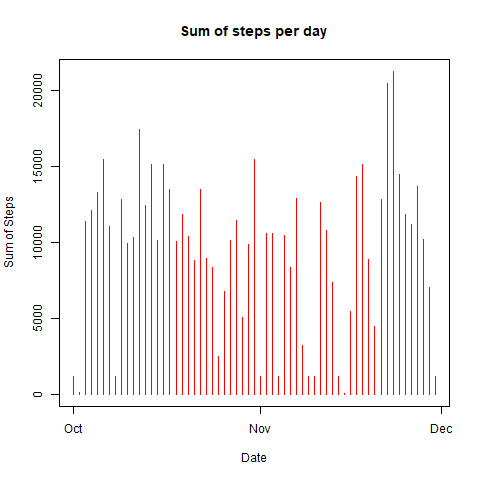 Sum of steps per day
Sum of Steps
20000
15000
10000
5000
0
Oct Nov Dec
Date